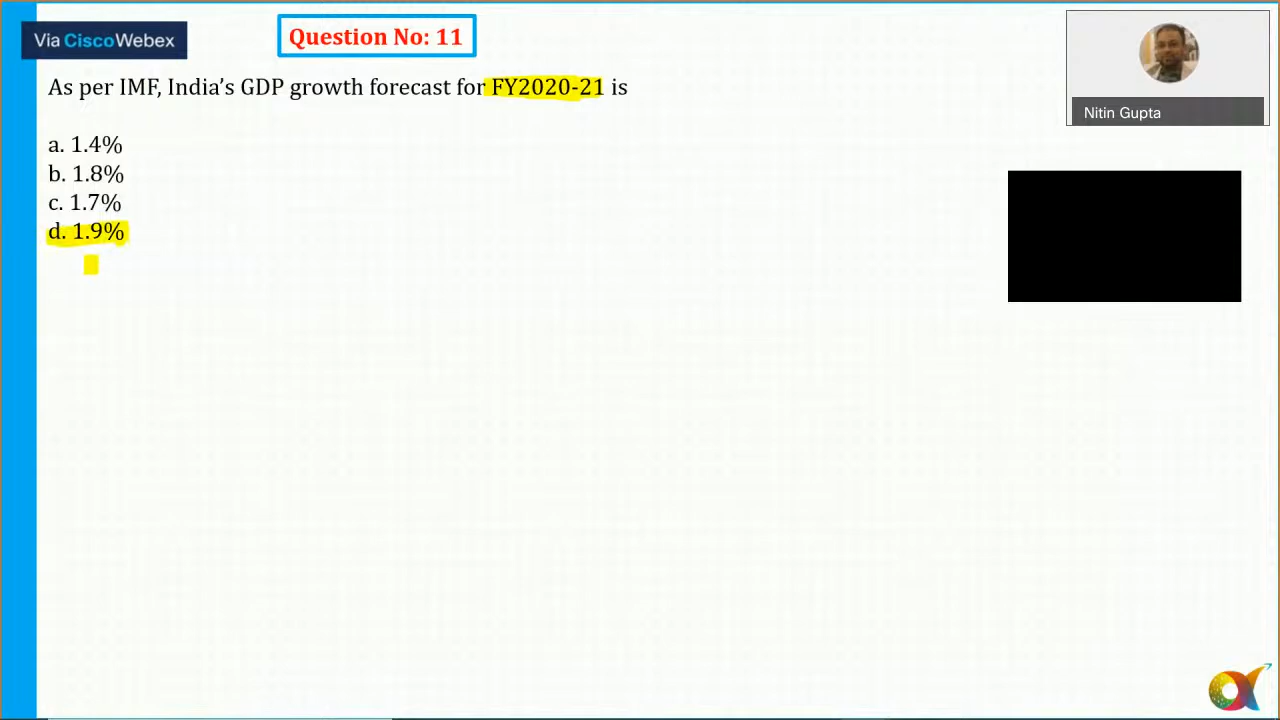 Via CiscoWebex
Question No: 11
As per IMF, India’s GDP growth forecast for FY2020-21 is
a. 1.4%
b. 1.8%
c. 1.7%
d. 1.9%
Nitin Gupta